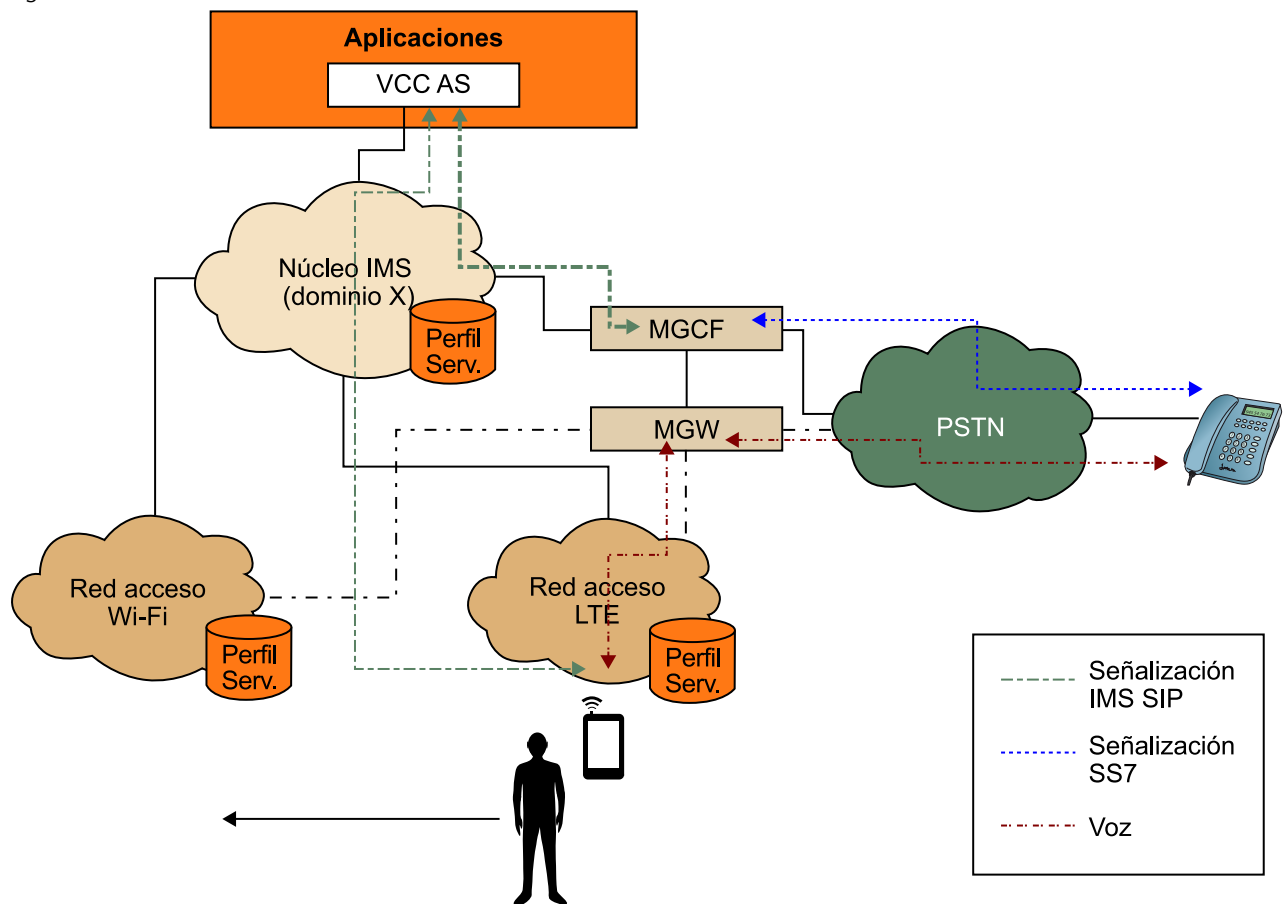 Aplicaciones
VCC AS
Núcleo IMS
(dominio X)
Perfil
Serv.
MGCF
MGW
PSTN
Red acceso
Wi-Fi
Perfil
Serv.
Red acceso
LTE
Perfil
Serv.
Señalización
IMS SIP
Señalización
SS7
Voz